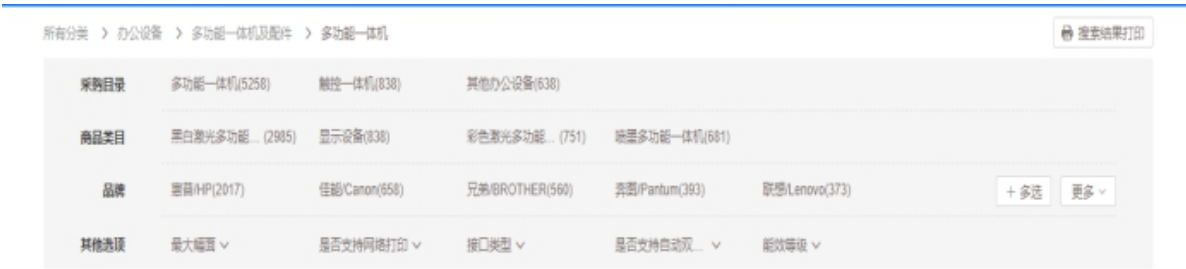 所有分类 > 办公设备 > 多功能一体机及配件 > 多功能一体机 搜索结果打印
采购目录 多功能一体机(5258) 触控一体机(838) 其他办公设备(638)
商品类目 黑白激光多功能... (2985) 显示设备(838) 彩色激光多功能... (751) 喷墨多功能一体机(681)
品牌 惠普/HP(2017) 佳能/Canon(658) 兄弟/BROTHER(560) 奔图/Pantum(393) 联想/Lenovo(373) + 多选 更多
其他选项 最大幅面 是否支持网络打印 接口类型 是否支持自动双... 能效等级